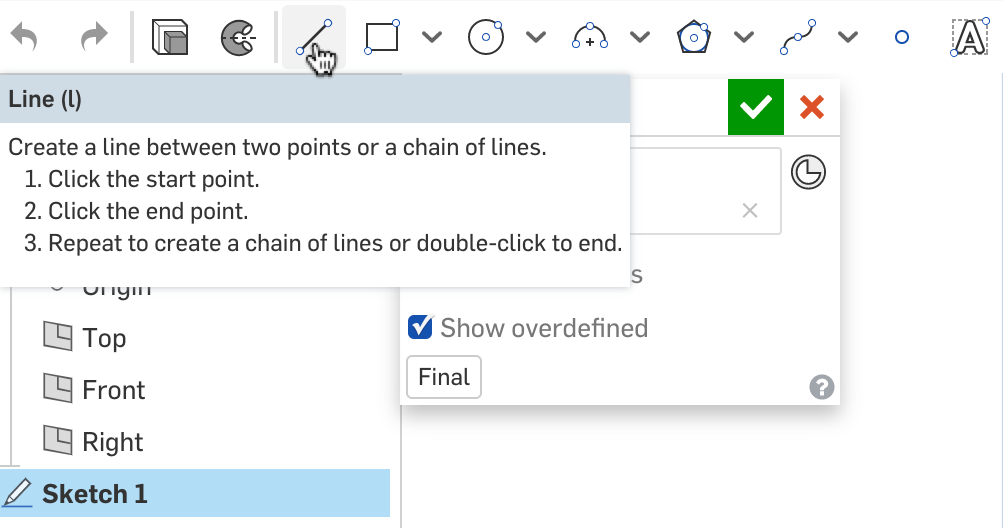 A
Line (l)
Create a line between two points or a chain of lines.
1. Click the start point.
2. Click the end point.
3. Repeat to create a chain of lines or double-click to end.
s
Origin
Top
Show overdefined
Final
Front
?
Right
Sketch 1